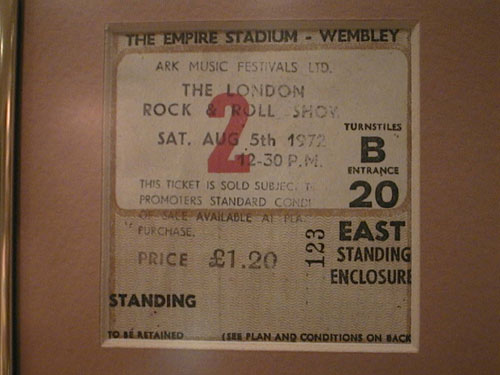 THE EMPIRE STADIUM - WEMBLEY
ARK MUSIC FESTIVALS LTD.
THE LONDON
ROCK & ROLL SHOW
2
SAT. AUG 5th 1972
12-30 P.M.
THIS TICKET IS SOLD
PROMOTERS STANDARD
OF SALE AVAILABLE AT
PURCHASE.
PRICE £1.20
TURNSTILES
B
ENTRANCE
20
123
EAST
STANDING
ENCLOSURE
STANDING
TO BE RETAINED
(SEE PLAN AND CONDITIONS ON BACK